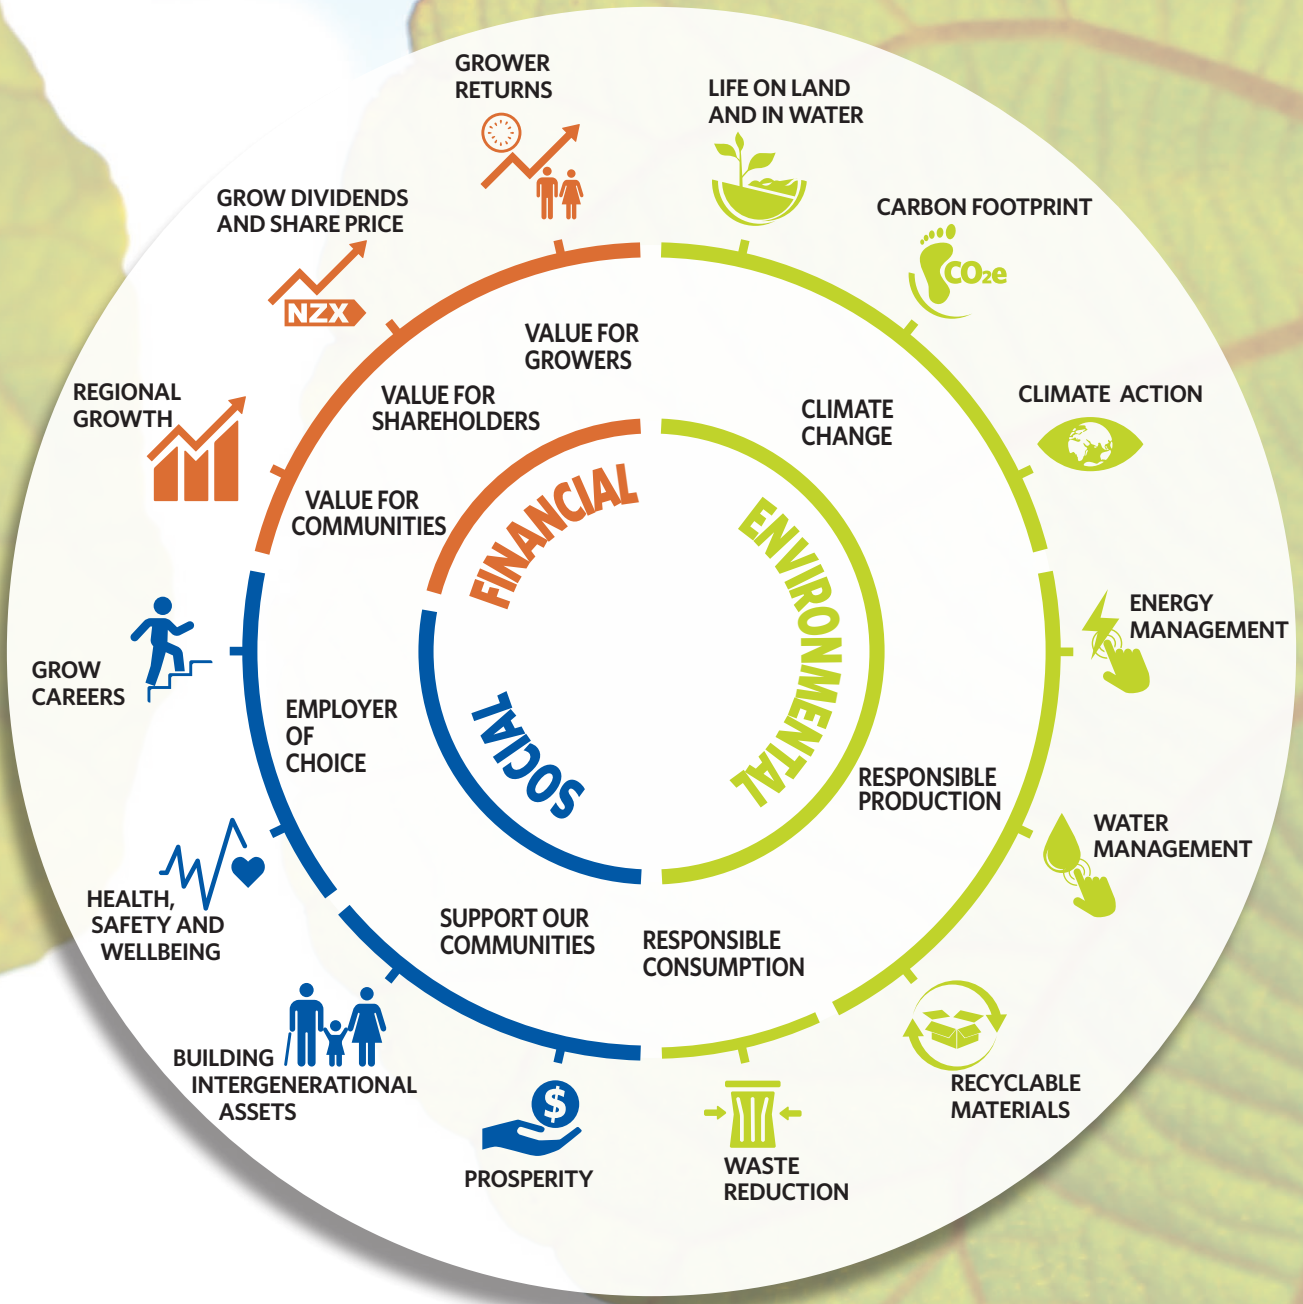 GROWER
RETURNS
LIFE ON LAND
AND IN WATER
GROW DIVIDENDS
AND SHARE PRICE
NZX
CARBON FOOTPRINT
CO2e
REGIONAL
GROWTH
CLIMATE ACTION
VALUE FOR
GROWERS
VALUE FOR
SHAREHOLDERS
VALUE FOR
COMMUNITIES
CLIMATE
CHANGE
FINANCIAL
ENVIRONMENTAL
SOCIAL
ENERGY
MANAGEMENT
GROW
CAREERS
EMPLOYER
OF
CHOICE
RESPONSIBLE
PRODUCTION
WATER
MANAGEMENT
HEALTH,
SAFETY AND
WELLBEING
SUPPORT OUR
COMMUNITIES
RESPONSIBLE
CONSUMPTION
BUILDING
INTERGENERATIONAL
ASSETS
$
PROSPERITY
WASTE
REDUCTION
RECYCLABLE
MATERIALS